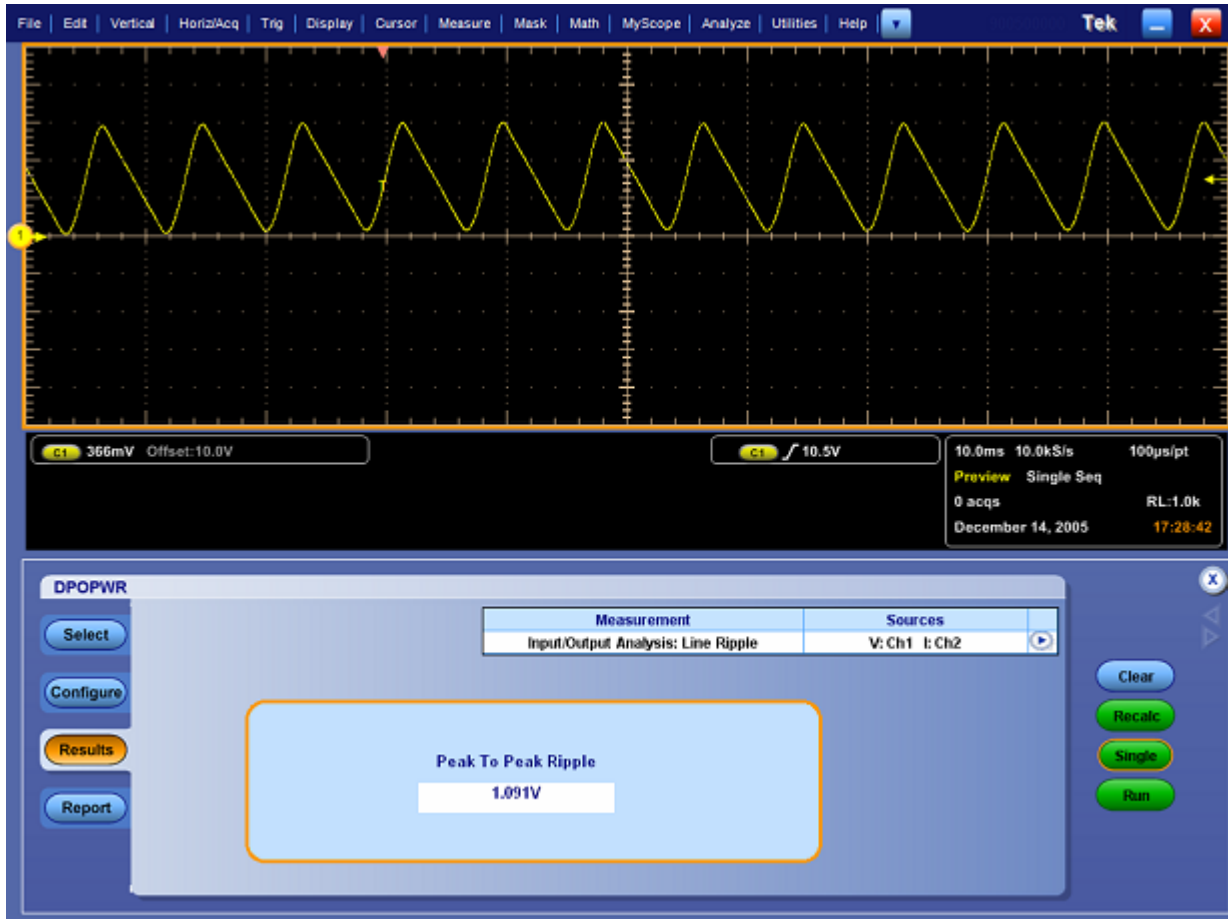 File | Edit | Vertical | Horiz/Acq | Trig | Display | Cursor | Measure | Mask | Math | MyScope | Analyze | Utilities | Help | Tek X
T
1
C1 366mV Offset:10.0V
C1 10.5V
10.0ms 10.0kS/s 100µs/pt
Preview Single Seq
0 acqs RL:1.0k
December 14, 2005 17:28:42
DPOPWR
X
Select
Configure
Results
Report
Measurement Sources
Input/Output Analysis: Line Ripple V: Ch1 I: Ch2
Peak To Peak Ripple
1.091V
Clear
Recalc
Single
Run